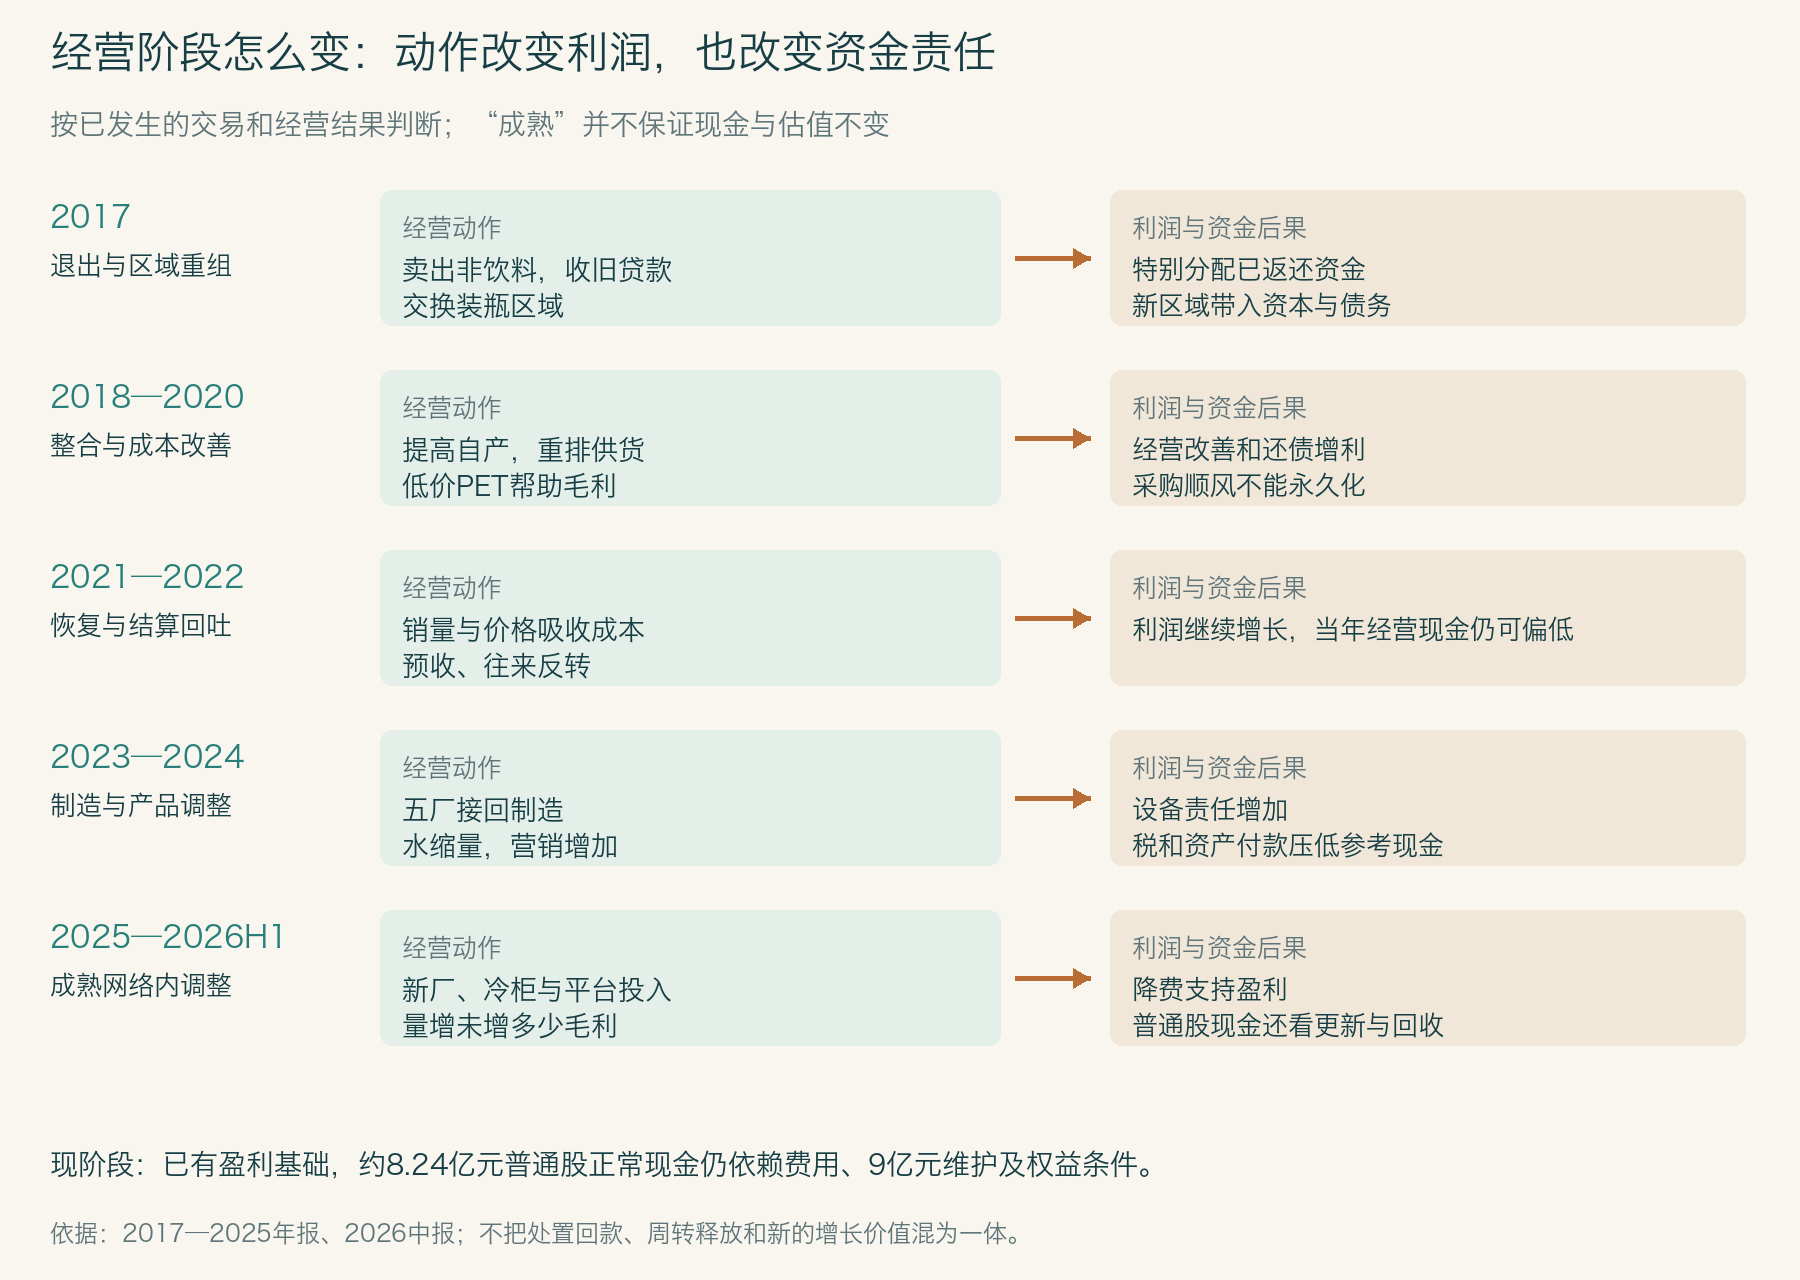 经营阶段怎么变：动作改变利润，也改变资金责任
按已发生的交易和经营结果判断；“成熟”并不保证现金与估值不变
2017
退出与区域重组
经营动作
卖出非饮料，收旧贷款
交换装瓶区域
利润与资金后果
特别分配已返还资金
新区域带入资本与债务
2018—2020
整合与成本改善
经营动作
提高自产，重排供货
低价PET帮助毛利
利润与资金后果
经营改善和还债增利
采购顺风不能永久化
2021—2022
恢复与结算回吐
经营动作
销量与价格吸收成本
预收、往来反转
利润与资金后果
利润继续增长，当年经营现金仍可偏低
2023—2024
制造与产品调整
经营动作
五厂接回制造
水缩量，营销增加
利润与资金后果
设备责任增加
税和资产付款压低参考现金
2025—2026H1
成熟网络内调整
经营动作
新厂、冷柜与平台投入
量增未增多少毛利
利润与资金后果
降费支持盈利
普通股现金还看更新与回收
现阶段：已有盈利基础，约8.24亿元普通股正常现金仍依赖费用、9亿元维护及权益条件。
依据：2017—2025年报、2026中报；不把处置回款、周转释放和新的增长价值混为一体。